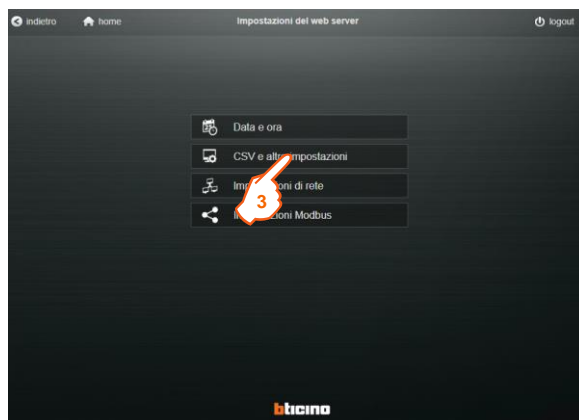 indietro home Impostazioni del web server logout
Data e ora
CSV e altre impostazioni
Impostazioni di rete
3
Impostazioni Modbus
bticino